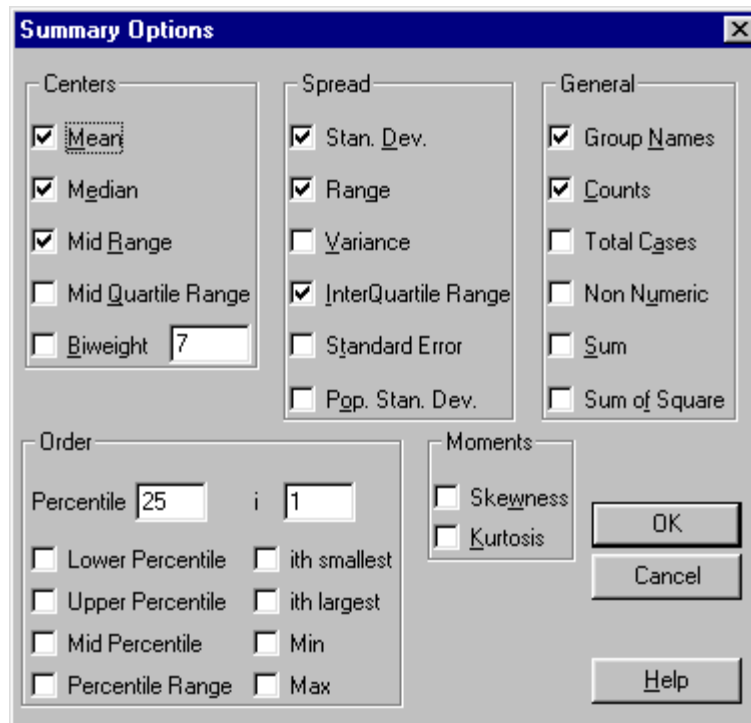 Summary Options
Centers
Mean
Median
Mid Range
Mid Quartile Range
Biweight 7
Spread
Stan. Dev.
Range
Variance
InterQuartile Range
Standard Error
Pop. Stan. Dev.
General
Group Names
Counts
Total Cases
Non Numeric
Sum
Sum of Square
Order
Percentile 25 i 1
Lower Percentile
Upper Percentile
Mid Percentile
Percentile Range
ith smallest
ith largest
Min
Max
Moments
Skewness
Kurtosis
OK
Cancel
Help